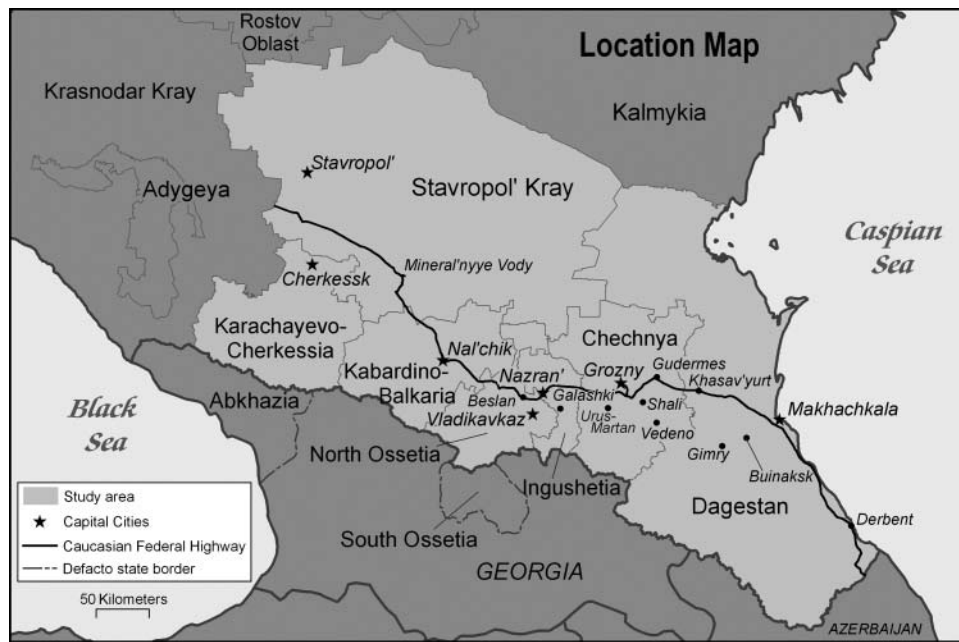 Rostov
Oblast
Location Map
Krasnodar Kray
Kalmykia
Stavropol'
Adygeya
Stavropol' Kray
Caspian
Sea
Cherkessk
Mineral'nyye Vody
Karachayevo-
Cherkessia
Chechnya
Nal'chik
Gudermes
Kabardino-
Balkaria
Nazran'
Grozny
Khasav'yurt
Beslan
Galashki
Abkhazia
Urus-
Martan
Shali
Makhachkala
Black
Sea
Vladikavkaz
Vedeno
Gimry
North Ossetia
Buinaksk
Ingushetia
Dagestan
Study area
Capital Cities
Caucasian Federal Highway
Defacto state border
50 Kilometers
South Ossetia
Derbent
GEORGIA
AZERBAIJAN